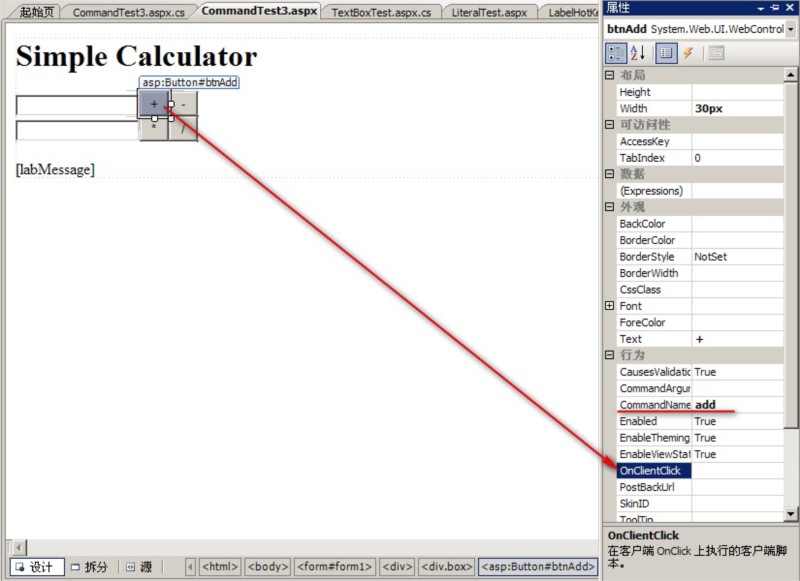 起始页
CommandTest3.aspx.cs
CommandTest3.aspx
TextBoxTest.aspx.cs
LiteralTest.aspx
LabelHotKe
Simple Calculator
asp:Button#btnAdd
+ -
* /
[labMessage]
设计 拆分 源
<html> <body> <form#form1> <div> <div.box> <asp:Button#btnAdd>
属性
btnAdd System.Web.UI.WebControl
布局
Height
Width 30px
可访问性
AccessKey
TabIndex 0
数据
(Expressions)
外观
BackColor
BorderColor
BorderStyle NotSet
BorderWidth
CssClass
Font
ForeColor
Text +
行为
CausesValidatic True
CommandArgur
CommandName add
Enabled True
EnableTheming True
EnableViewStat True
OnClientClick
PostBackUrl
SkinID
ToolTip
OnClientClick
在客户端 OnClick 上执行的客户端脚
本。